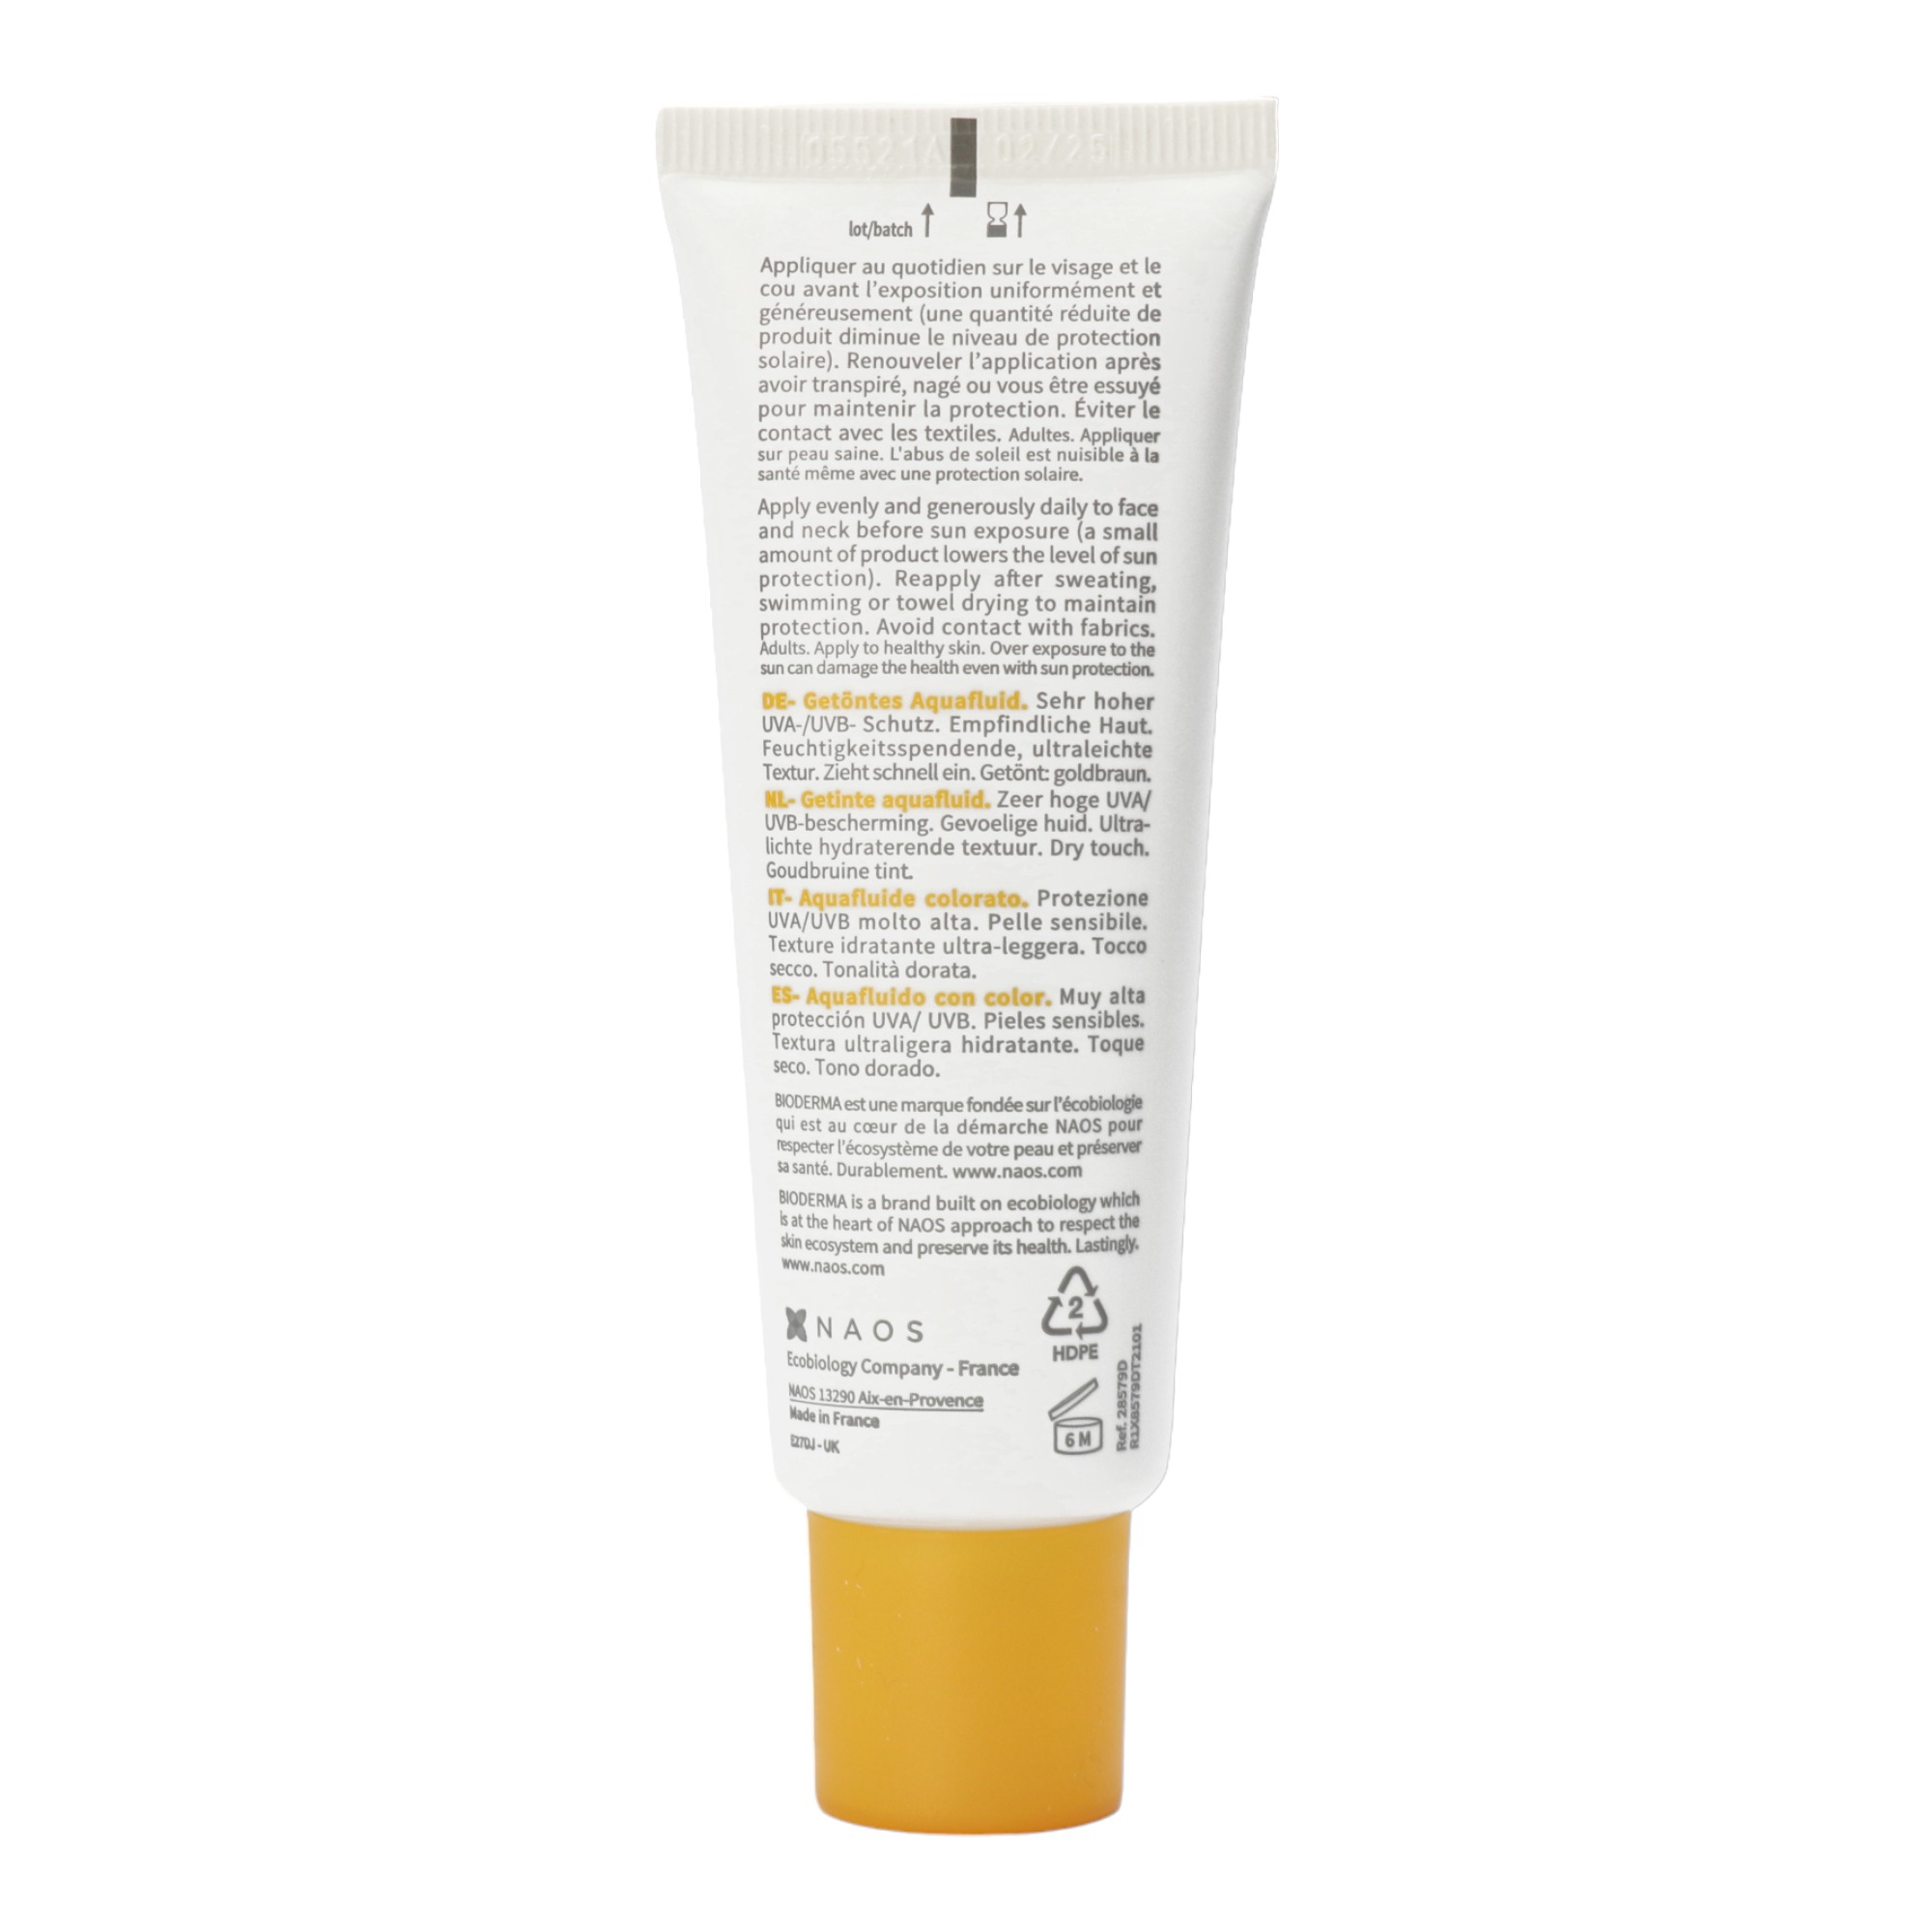 05521A 02/25
lot/batch
Appliquer au quotidien sur le visage et le
cou avant l'exposition uniformément et
généreusement (une quantité réduite de
produit diminue le niveau de protection
solaire). Renouveler l'application après
avoir transpiré, nagé ou vous être essuyé
pour maintenir la protection. Éviter le
contact avec les textiles. Adultes. Appliquer
sur peau saine. L'abus de soleil est nuisible à la
santé même avec une protection solaire.
Apply evenly and generously daily to face
and neck before sun exposure (a small
amount of product lowers the level of sun
protection). Reapply after sweating,
swimming or towel drying to maintain
protection. Avoid contact with fabrics.
Adults. Apply to healthy skin. Over exposure to the
sun can damage the health even with sun protection.
DE- Getöntes Aquafluid. Sehr hoher
UVA-/UVB- Schutz. Empfindliche Haut.
Feuchtigkeitsspendende, ultraleichte
Textur. Zieht schnell ein. Getönt: goldbraun.
NL- Getinte aquafluid. Zeer hoge UVA/
UVB-bescherming. Gevoelige huid. Ultra-
lichte hydraterende textuur. Dry touch.
Goudbruine tint.
IT- Aquafluide colorato. Protezione
UVA/UVB molto alta. Pelle sensibile.
Texture idratante ultra-leggera. Tocco
secco. Tonalità dorata.
ES- Aquafluido con color. Muy alta
protección UVA/ UVB. Pieles sensibles.
Textura ultraligera hidratante. Toque
seco. Tono dorado.
BIODERMA est une marque fondée sur l'écobiologie
qui est au cœur de la démarche NAOS pour
respecter l'écosystème de votre peau et préserver
sa santé. Durablement. www.naos.com
BIODERMA is a brand built on ecobiology which
is at the heart of NAOS approach to respect the
skin ecosystem and preserve its health. Lastingly.
www.naos.com
NAOS
Ecobiology Company - France
NAOS 13290 Aix-en-Provence
Made in France
E27DJ - UK
2
HDPE
6 M
Ref. 28579D
R1X8579DT2101